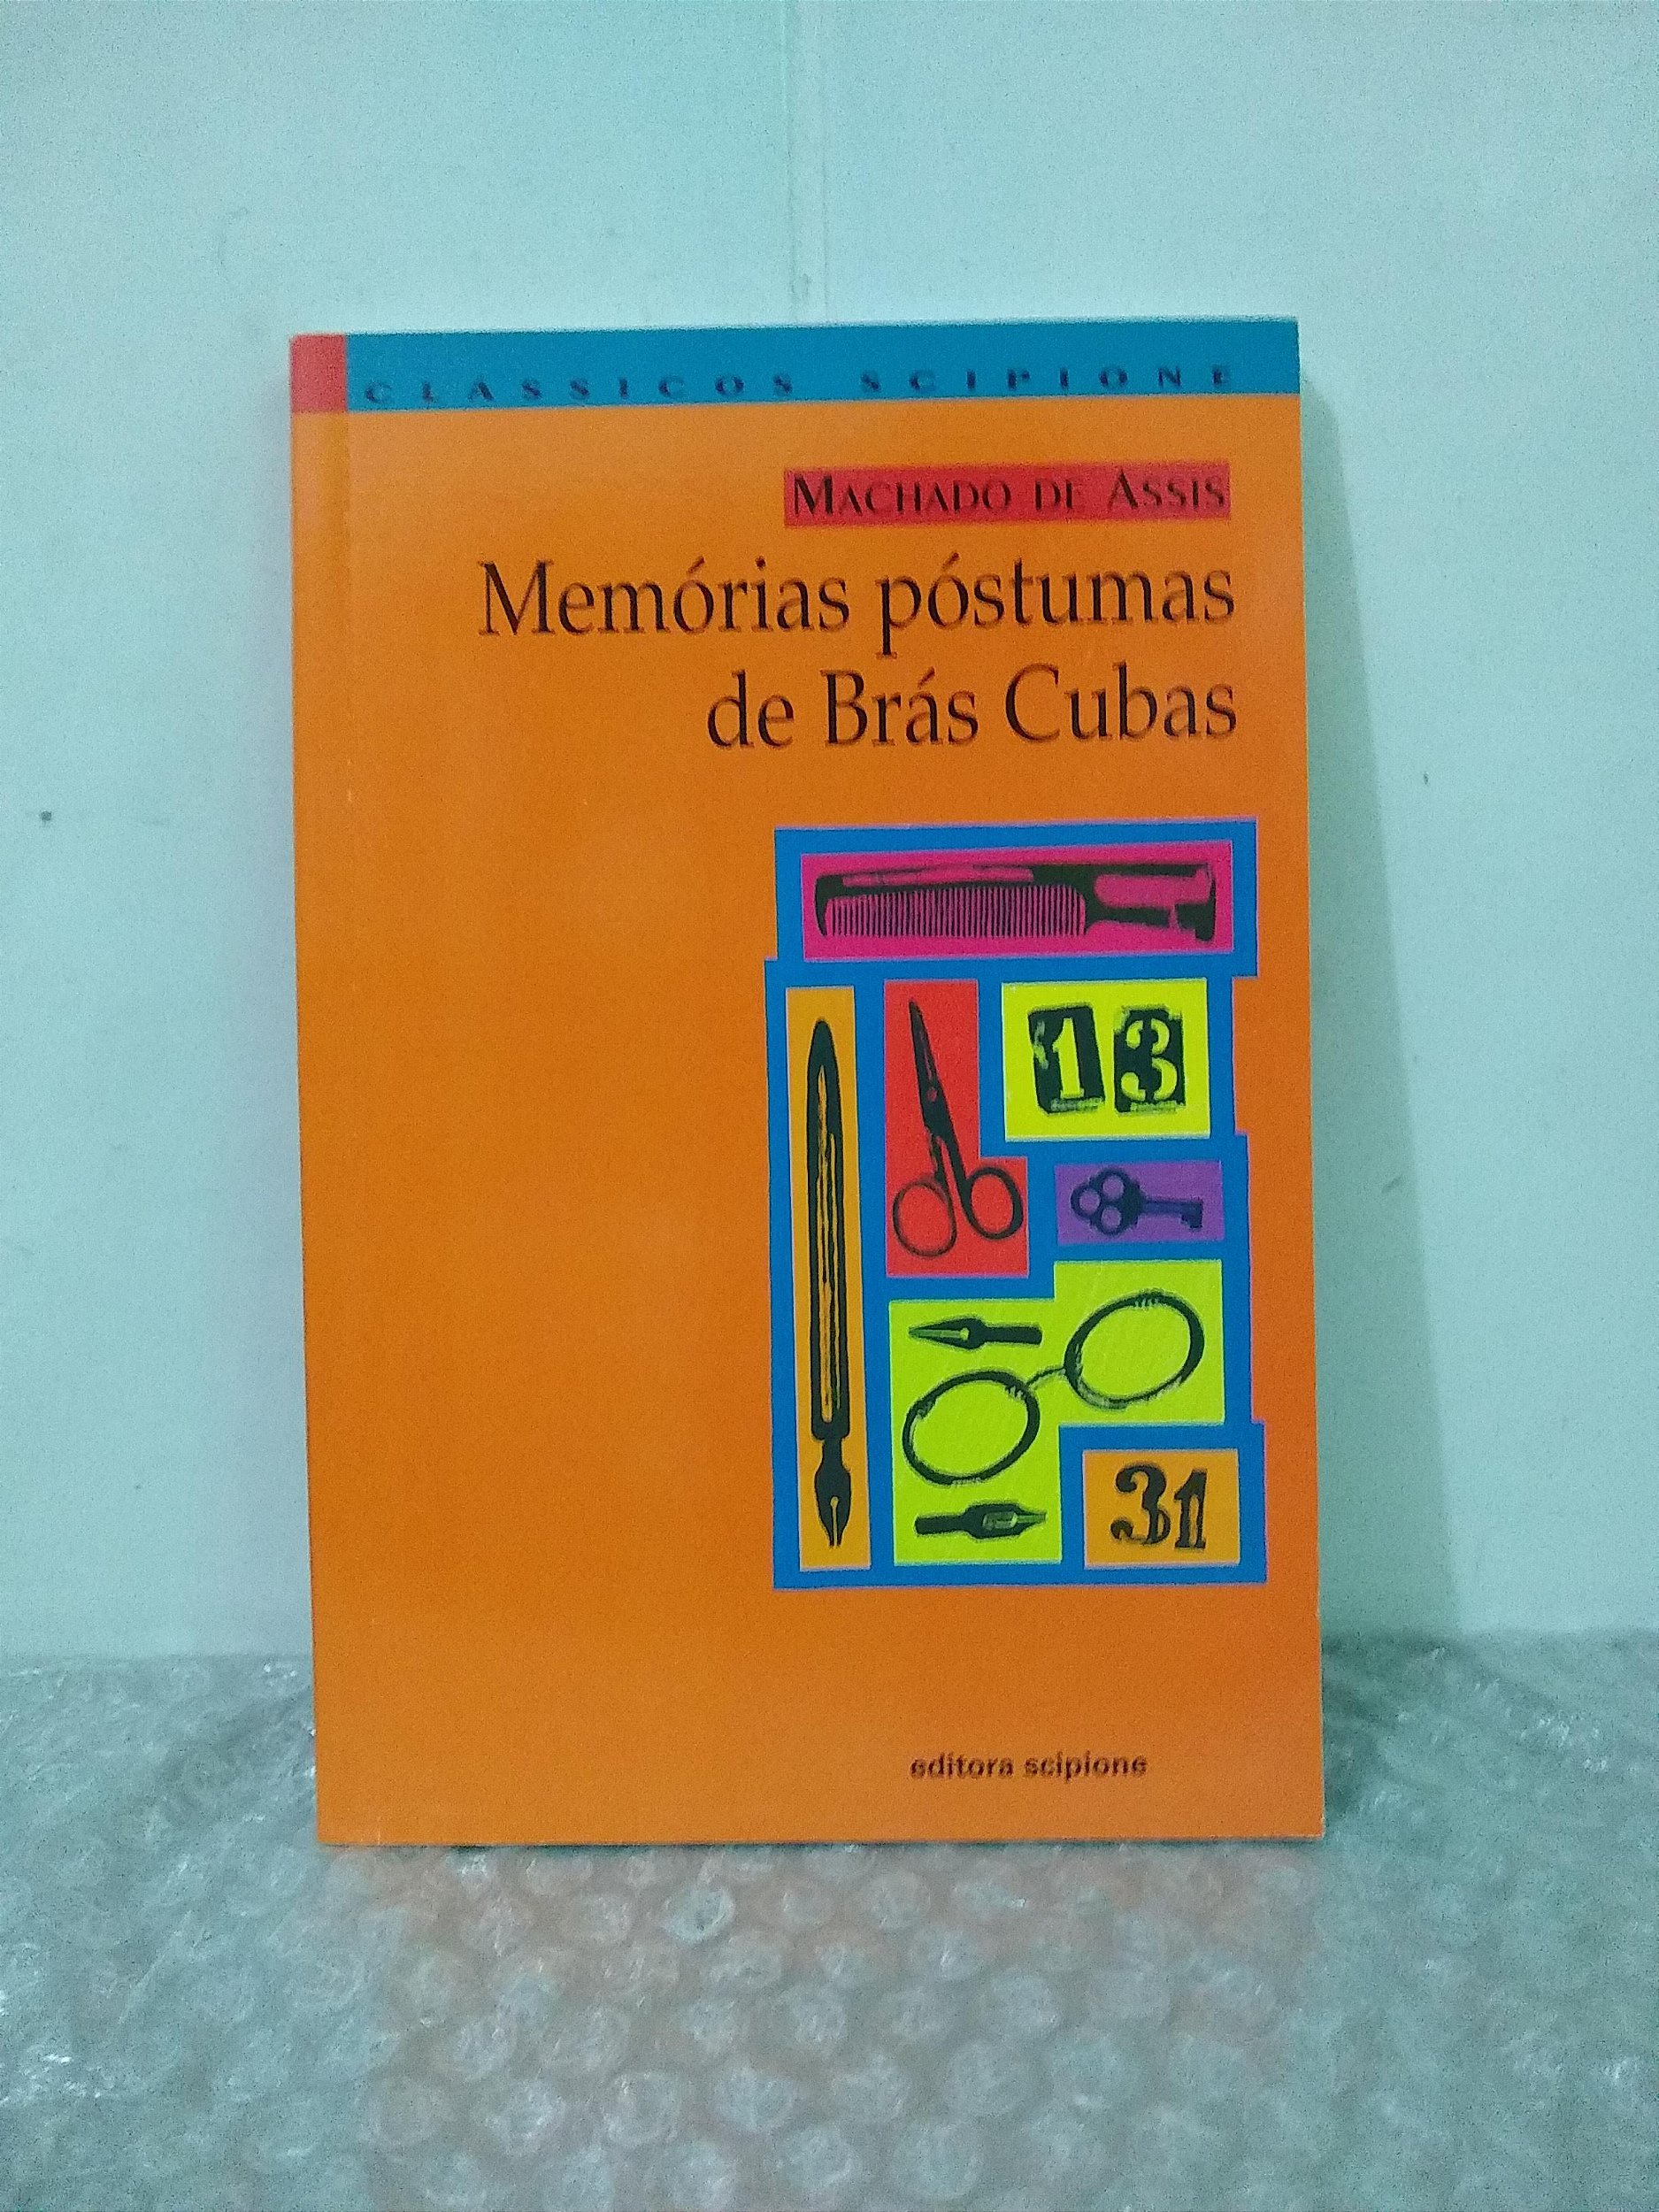 CLÁSSICOS SCIPIONE
MACHADO DE ASSIS
Memórias póstumas
de Brás Cubas
13
31
editora scipione